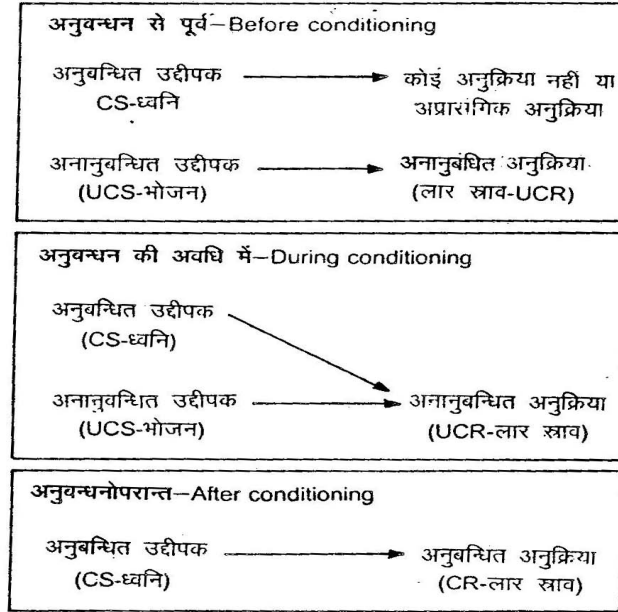 अनुवन्धन से पूर्व–Before conditioning
अनुबन्धित उद्दीपक
CS-ध्वनि
कोई अनुक्रिया नहीं या
अप्रासंगिक अनुक्रिया
अनानुबन्धित उद्दीपक
(UCS-भोजन)
अनानुबंधित अनुक्रिया
(लार स्राव-UCR)
अनुवन्धन की अवधि में–During conditioning
अनुबन्धित उद्दीपक
(CS-ध्वनि)
अनानुवन्धित उद्दीपक
(UCS-भोजन)
अनानुबन्धित अनुक्रिया
(UCR-लार स्राव)
अनुवन्धनोपरान्त–After conditioning
अनुबन्धित उद्दीपक
(CS-ध्वनि)
अनुबन्धित अनुक्रिया
(CR-लार स्राव)